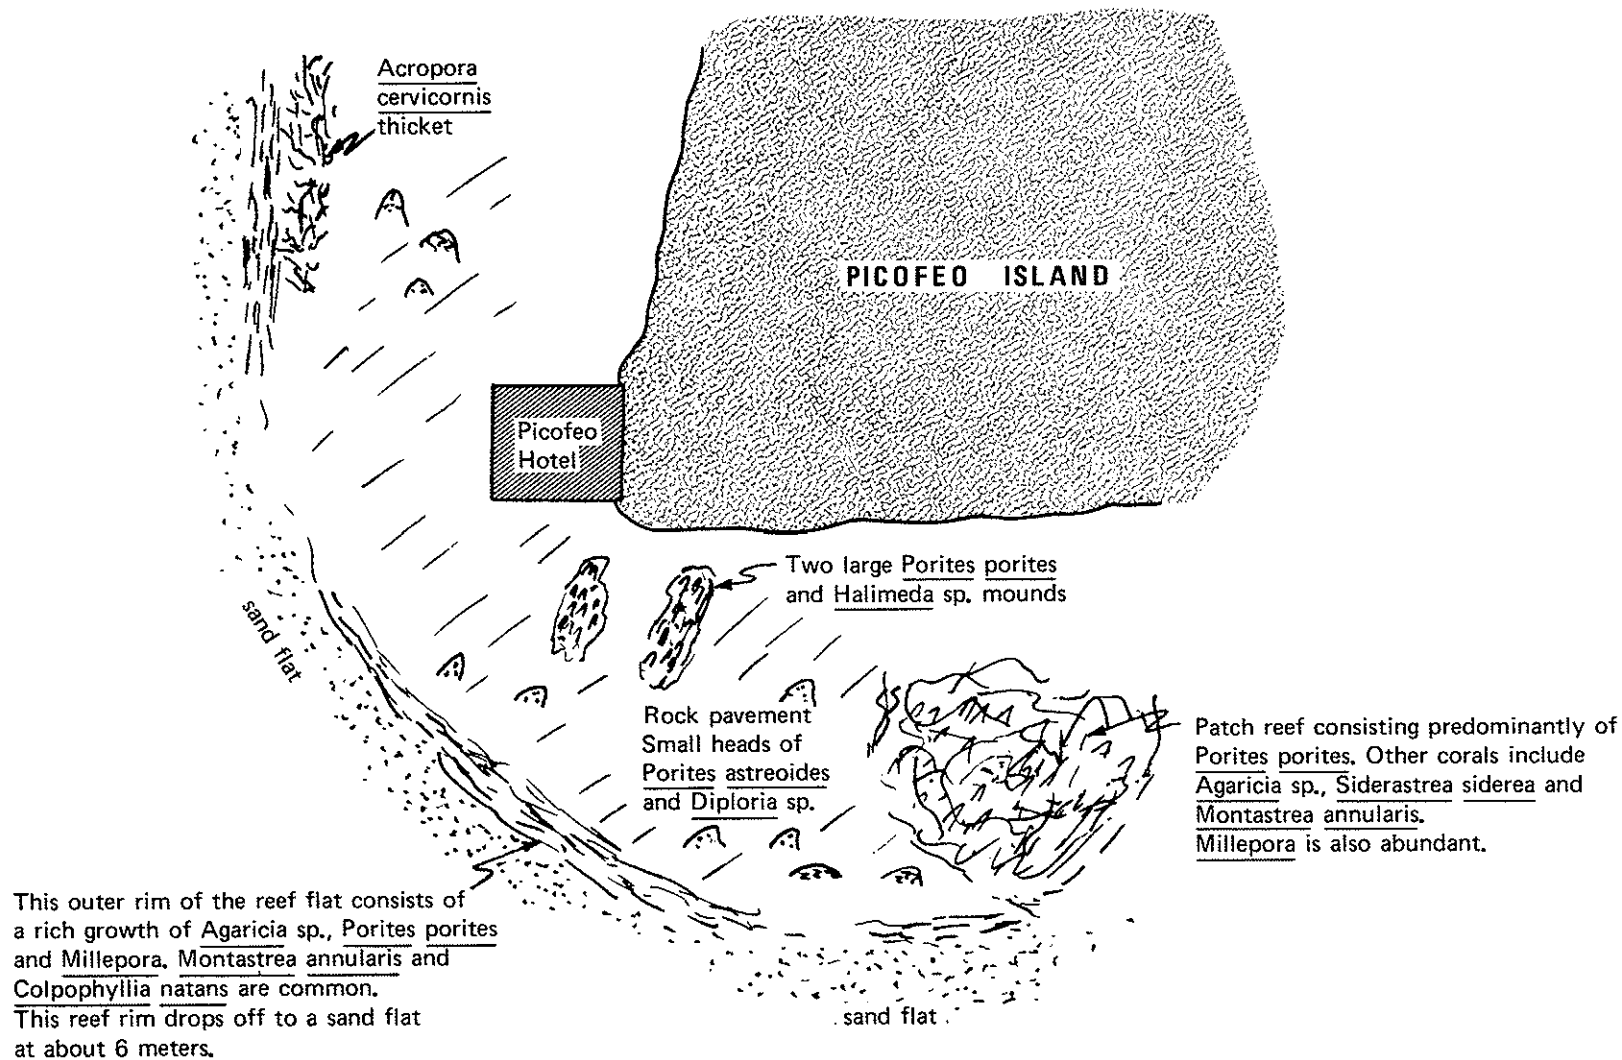 Acropora
cervicornis
thicket
PICOFEO ISLAND
Picofeo
Hotel
Two large Porites porites
and Halimeda sp. mounds
sand flat
Rock pavement
Small heads of
Porites astreoides
and Diploria sp.
Patch reef consisting predominantly of
Porites porites. Other corals include
Agaricia sp., Siderastrea siderea and
Montastrea annularis.
Millepora is also abundant.
This outer rim of the reef flat consists of
a rich growth of Agaricia sp., Porites porites
and Millepora. Montastrea annularis and
Colpophyllia natans are common.
This reef rim drops off to a sand flat
at about 6 meters.
sand flat